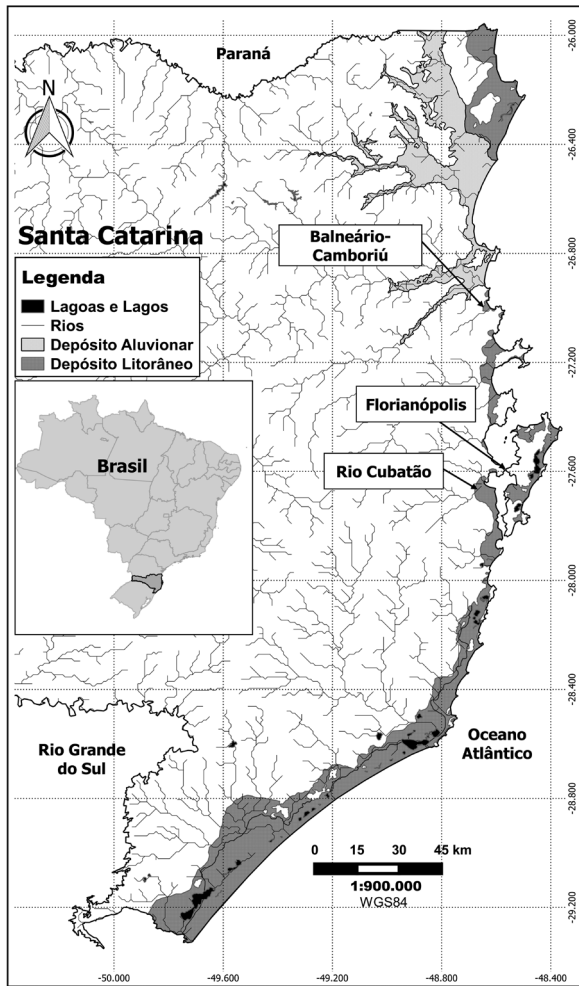 Paraná
-26.000
N
-26.400
Santa Catarina
Balneário-
Camboriú
-26.800
Legenda
Lagoas e Lagos
Rios
Depósito Aluvionar
Depósito Litorâneo
-27.200
Florianópolis
Brasil
Rio Cubatão
-27.600
-28.000
-28.400
Rio Grande
do Sul
Oceano
Atlântico
-28.800
0 15 30 45 km
1:900.000
WGS84
-29.200
-50.000 -49.600 -49.200 -48.800 -48.400